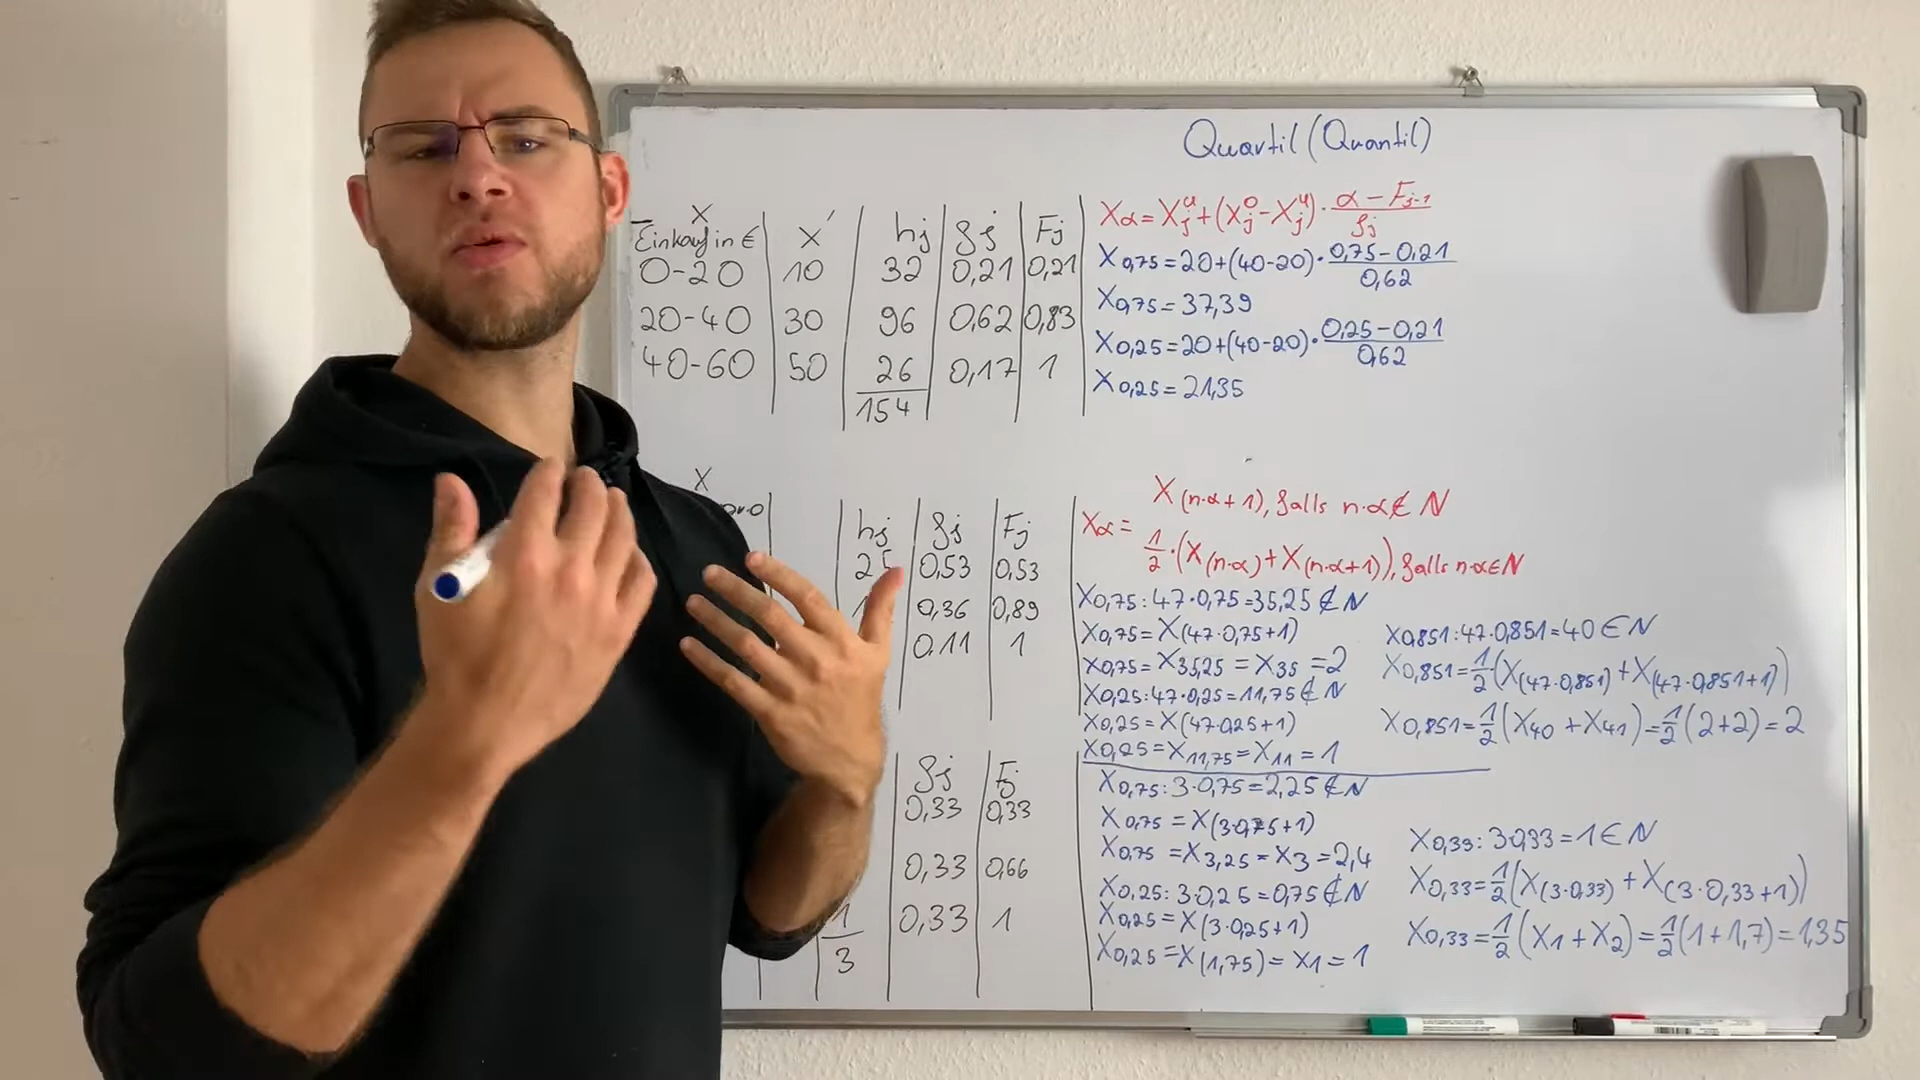 Quartil (Quantil)
X
Einkauf in € | X' | hj | fj | Fj
0-20 | 10 | 32 | 0,21 | 0,21
20-40 | 30 | 96 | 0,62 | 0,83
40-60 | 50 | 26 | 0,17 | 1
154
Xα = Xj^u + (Xj^o - Xj^u) · (α - Fj-1) / fj
X0,75 = 20+(40-20) · (0,75-0,21) / 0,62
X0,75 = 37,39
X0,25 = 20+(40-20) · (0,25-0,21) / 0,62
X0,25 = 21,35
X
hj | fj | Fj
25 | 0,53 | 0,53
0,36 | 0,89
0.11 | 1
X(n·α+1), falls n·α∉N
Xα =
1/2 · (X(n·α) + X(n·α+1)), falls n·α∈N
X0,75: 47·0,75=35,25 ∉ N
X0,75 = X(47·0,75+1)
X0,75 = X35,25 = X35 = 2
X0,25: 47·0,25=11,75 ∉ N
X0,25 = X(47·0,25+1)
X0,25 = X11,75 = X11 = 1
X0,851: 47·0,851=40 ∈ N
X0,851 = 1/2 (X(47·0,851) + X(47·0,851+1))
X0,851 = 1/2 (X40 + X41) = 1/2 (2+2) = 2
fj | Fj
0,33 | 0,33
0,33 | 0,66
1 | 0,33 | 1
3
X0,75: 3·0,75=2,25 ∉ N
X0,75 = X(3·0,75+1)
X0,75 = X3,25 = X3 = 2,4
X0,25: 3·0,25=0,75 ∉ N
X0,25 = X(3·0,25+1)
X0,25 = X(1,75) = X1 = 1
X0,33: 3·0,33=1 ∈ N
X0,33 = 1/2 (X(3·0,33) + X(3·0,33+1))
X0,33 = 1/2 (X1 + X2) = 1/2 (1+1,7) = 1,35